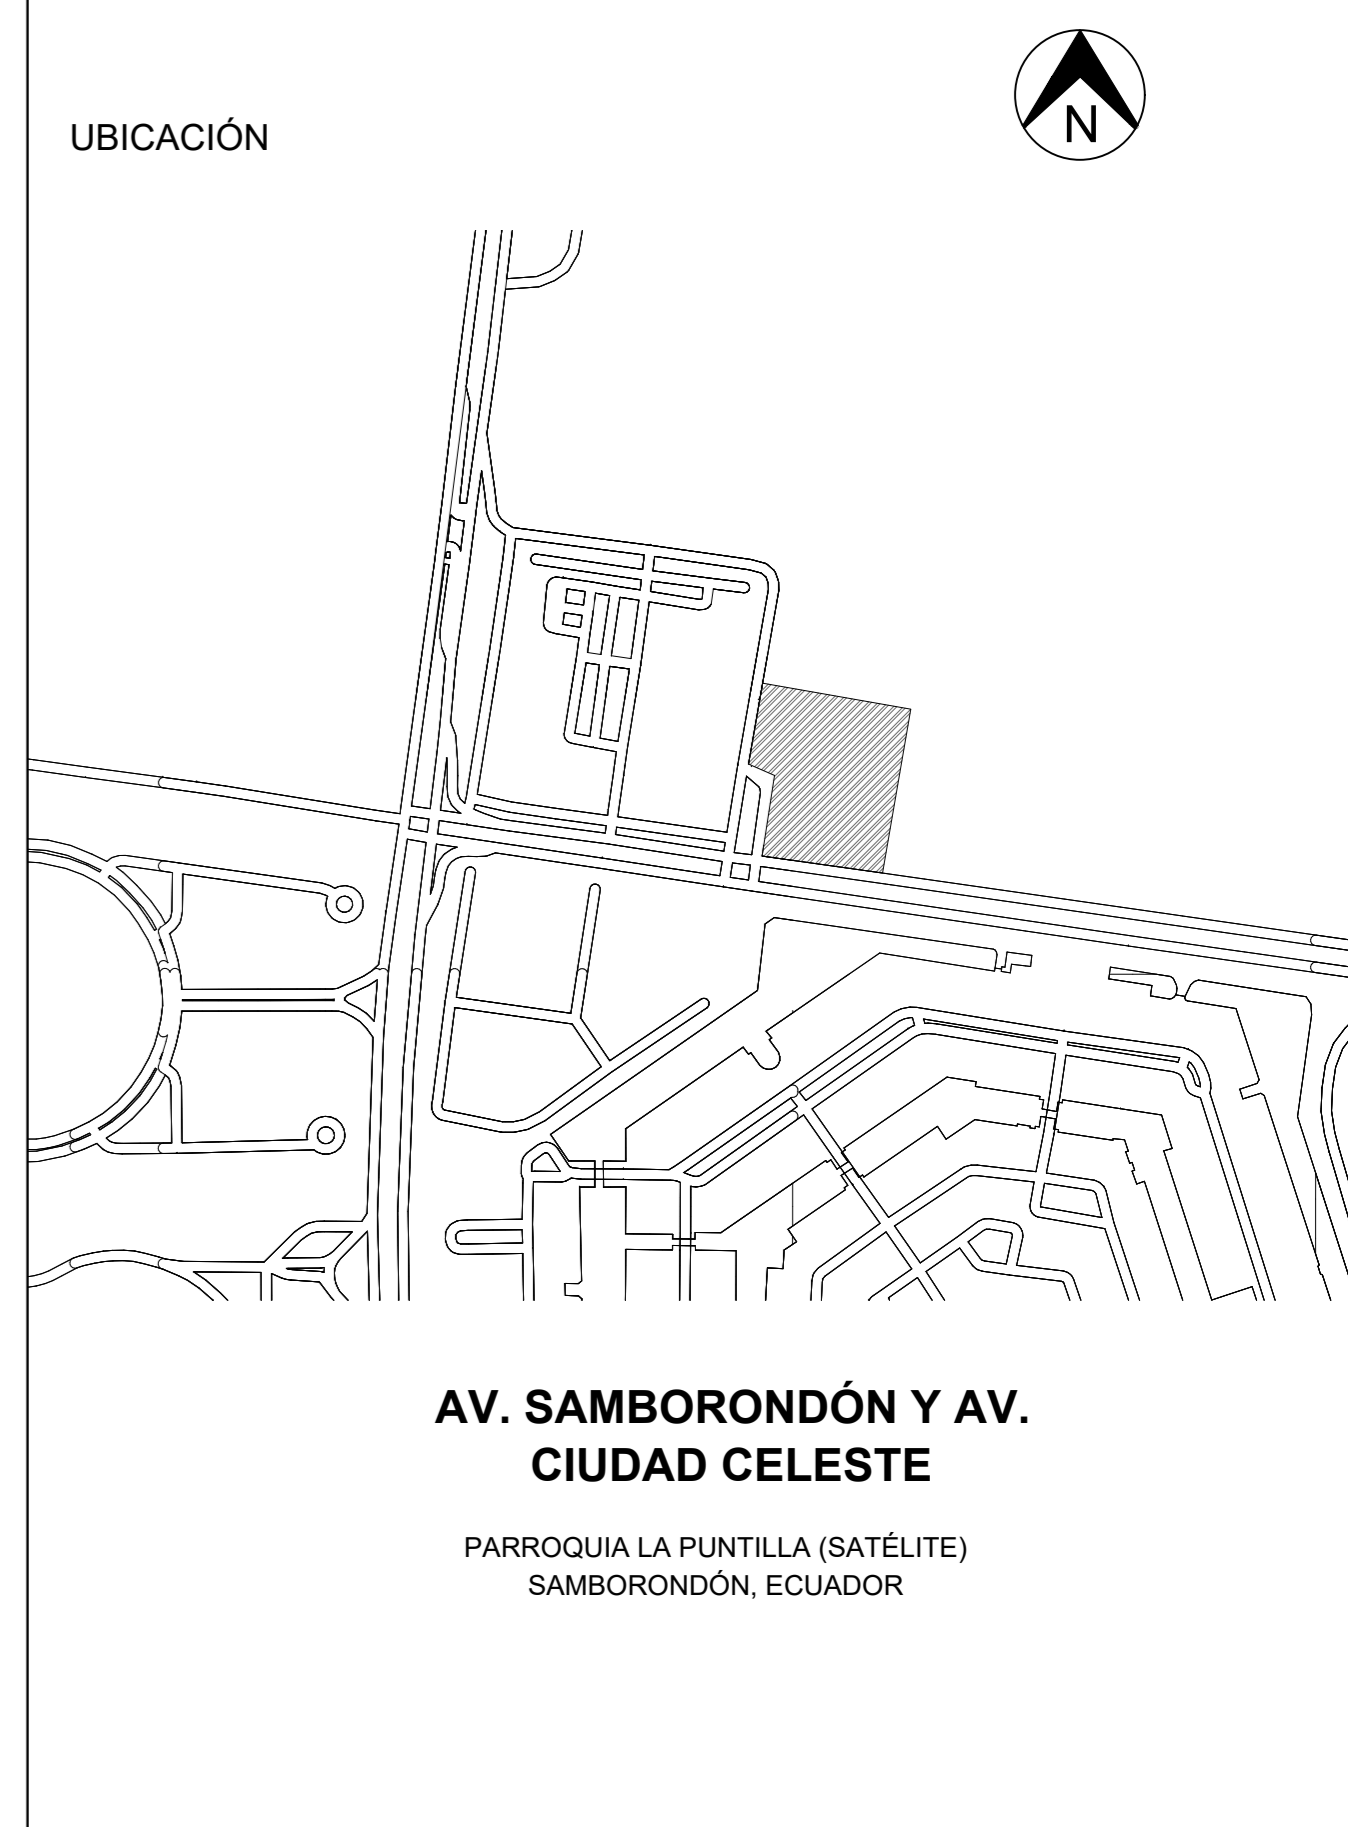 UBICACIÓN
N
AV. SAMBORONDÓN Y AV.
CIUDAD CELESTE
PARROQUIA LA PUNTILLA (SATÉLITE)
SAMBORONDÓN, ECUADOR